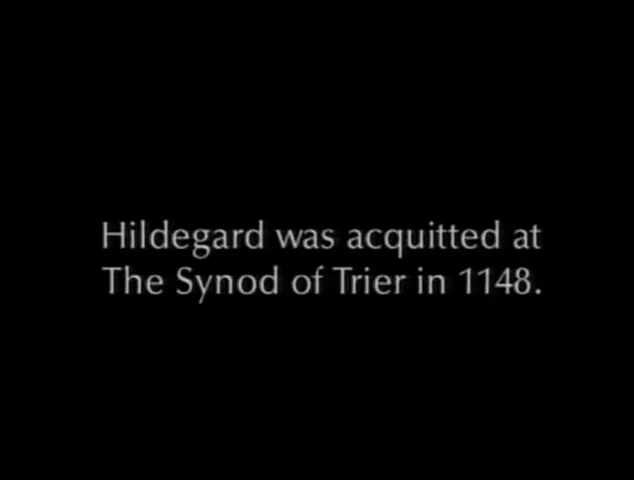 Hildegard was acquitted at
The Synod of Trier in 1148.